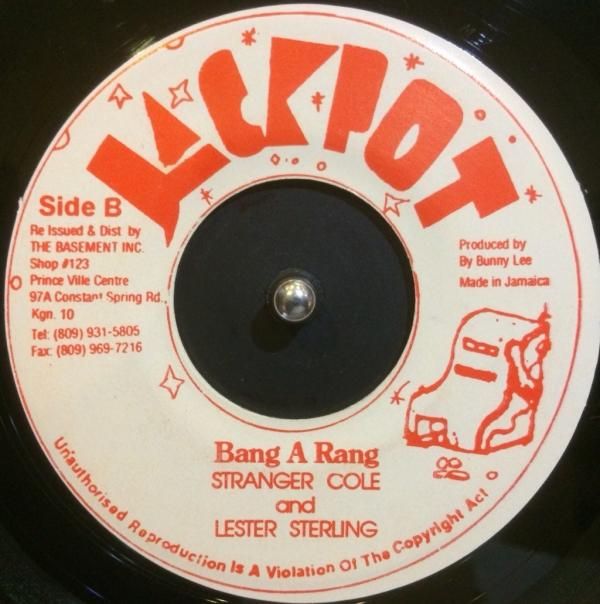 JACKPOT
Side B
Re Issued & Dist by
THE BASEMENT INC.
Shop #123
Prince Ville Centre
97A Constant Spring Rd.
Kgn. 10
Tel: (809) 931-5805
Fax: (809) 969-7216
Produced by
By Bunny Lee
Made in Jamaica
Bang A Rang
STRANGER COLE
and
LESTER STERLING
Unauthorised Reproduction Is A Violation Of The Copyright Act